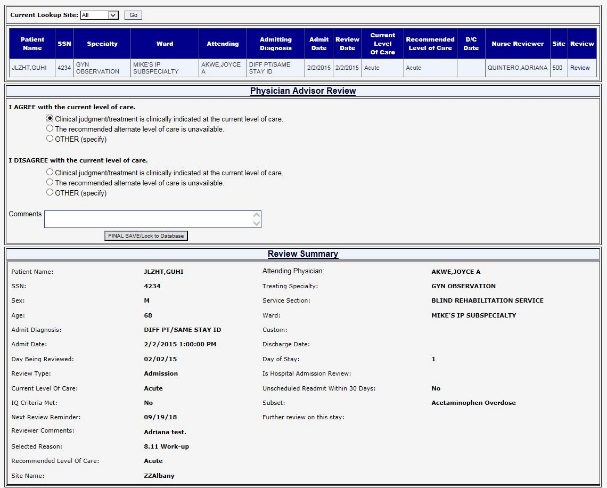 Current Lookup Site: All Go
Patient Name SSN Specialty Ward Attending Admitting Diagnosis Admit Date Review Date Current Level Of Care Recommended Level of Care D/C Date Nurse Reviewer Site Review
JLZHT,GUHI 4234 GYN OBSERVATION MIKE'S IP SUBSPECIALTY AKWE,JOYCE A DIFF PT/SAME STAY ID 2/2/2015 2/2/2015 Acute Acute QUINTERO,ADRIANA 500 Review
Physician Advisor Review
I AGREE with the current level of care.
Clinical judgment/treatment is clinically indicated at the current level of care.
The recommended alternate level of care is unavailable.
OTHER (specify)
I DISAGREE with the current level of care.
Clinical judgment/treatment is clinically indicated at the current level of care.
The recommended alternate level of care is unavailable.
OTHER (specify)
Comments
FINAL SAVE/Lock to Database
Review Summary
Patient Name: JLZHT,GUHI Attending Physician: AKWE,JOYCE A
SSN: 4234 Treating Specialty: GYN OBSERVATION
Sex: M Service Section: BLIND REHABILITATION SERVICE
Age: 68 Ward: MIKE'S IP SUBSPECIALTY
Admit Diagnosis: DIFF PT/SAME STAY ID Custom:
Admit Date: 2/2/2015 1:00:00 PM Discharge Date:
Day Being Reviewed: 02/02/15 Day of Stay: 1
Review Type: Admission Is Hospital Admission Review:
Current Level Of Care: Acute Unscheduled Readmit Within 30 Days: No
IQ Criteria Met: No Subset: Acetaminophen Overdose
Next Review Reminder: 09/19/18 Further review on this stay:
Reviewer Comments: Adriana test.
Selected Reason: 8.11 Work-up
Recommended Level Of Care: Acute
Site Name: ZZAlbany